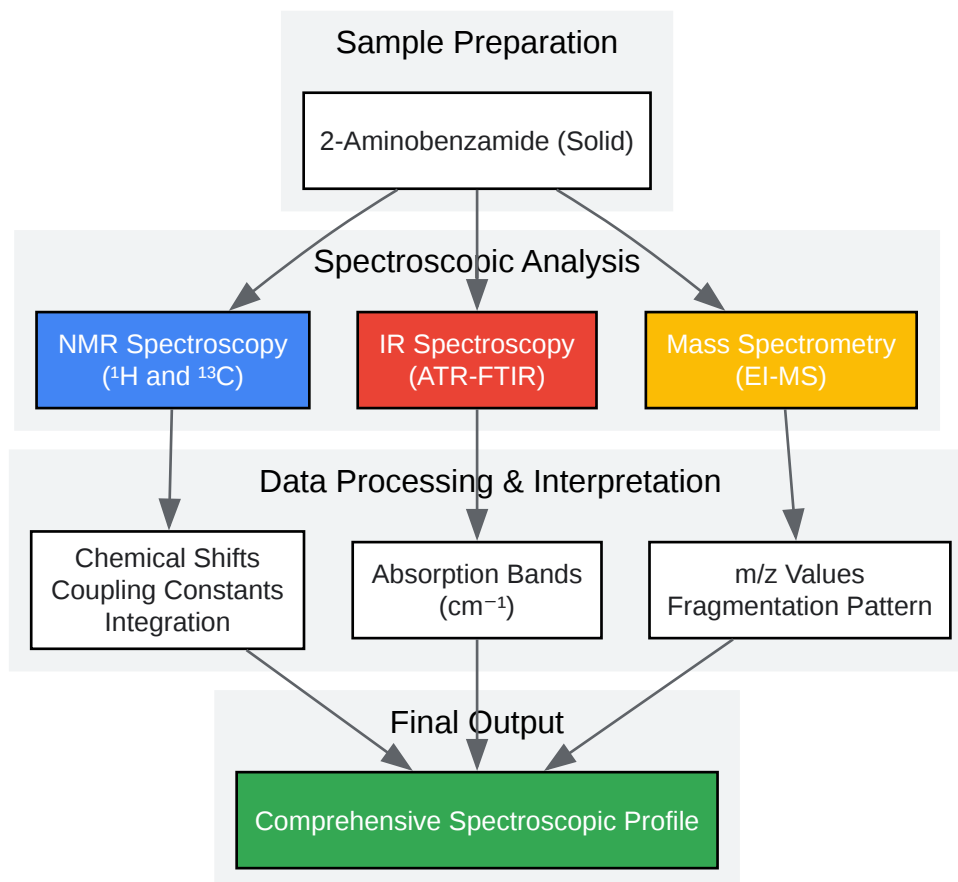 Sample Preparation
2-Aminobenzamide (Solid)
Spectroscopic Analysis
NMR Spectroscopy
(¹H and ¹³C)
IR Spectroscopy
(ATR-FTIR)
Mass Spectrometry
(EI-MS)
Data Processing & Interpretation
Chemical Shifts
Coupling Constants
Integration
Absorption Bands
(cm⁻¹)
m/z Values
Fragmentation Pattern
Final Output
Comprehensive Spectroscopic Profile